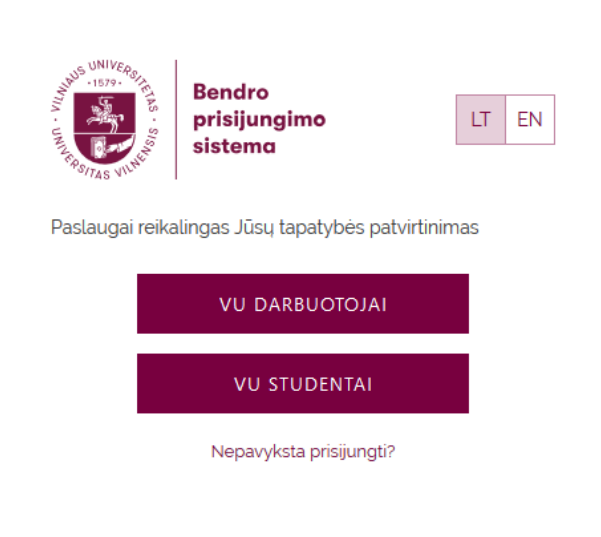 VILNIAUS UNIVERSITETAS
·1579·
UNIVERSITAS VILNENSIS
Bendro
prisijungimo
sistema
LT EN
Paslaugai reikalingas Jūsų tapatybės patvirtinimas
VU DARBUOTOJAI
VU STUDENTAI
Nepavyksta prisijungti?